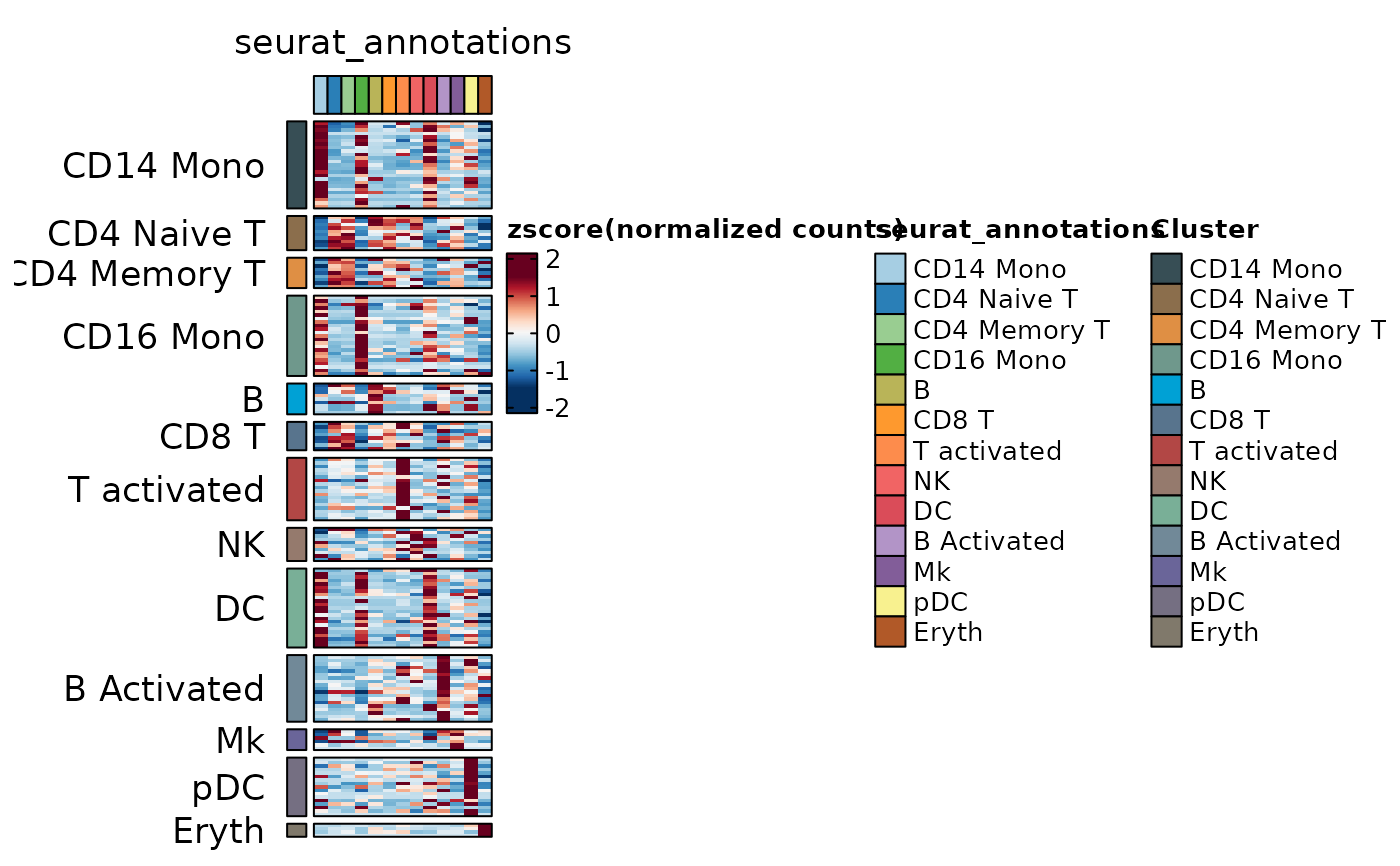 seurat_annotations
CD14 Mono
CD4 Naive T
CD4 Memory T
CD16 Mono
B
CD8 T
T activated
NK
DC
B Activated
Mk
pDC
Eryth
zscore(normalized counts)
2
1
0
-1
-2
seurat_annotations
CD14 Mono
CD4 Naive T
CD4 Memory T
CD16 Mono
B
CD8 T
T activated
NK
DC
B Activated
Mk
pDC
Eryth
Cluster
CD14 Mono
CD4 Naive T
CD4 Memory T
CD16 Mono
B
CD8 T
T activated
NK
DC
B Activated
Mk
pDC
Eryth